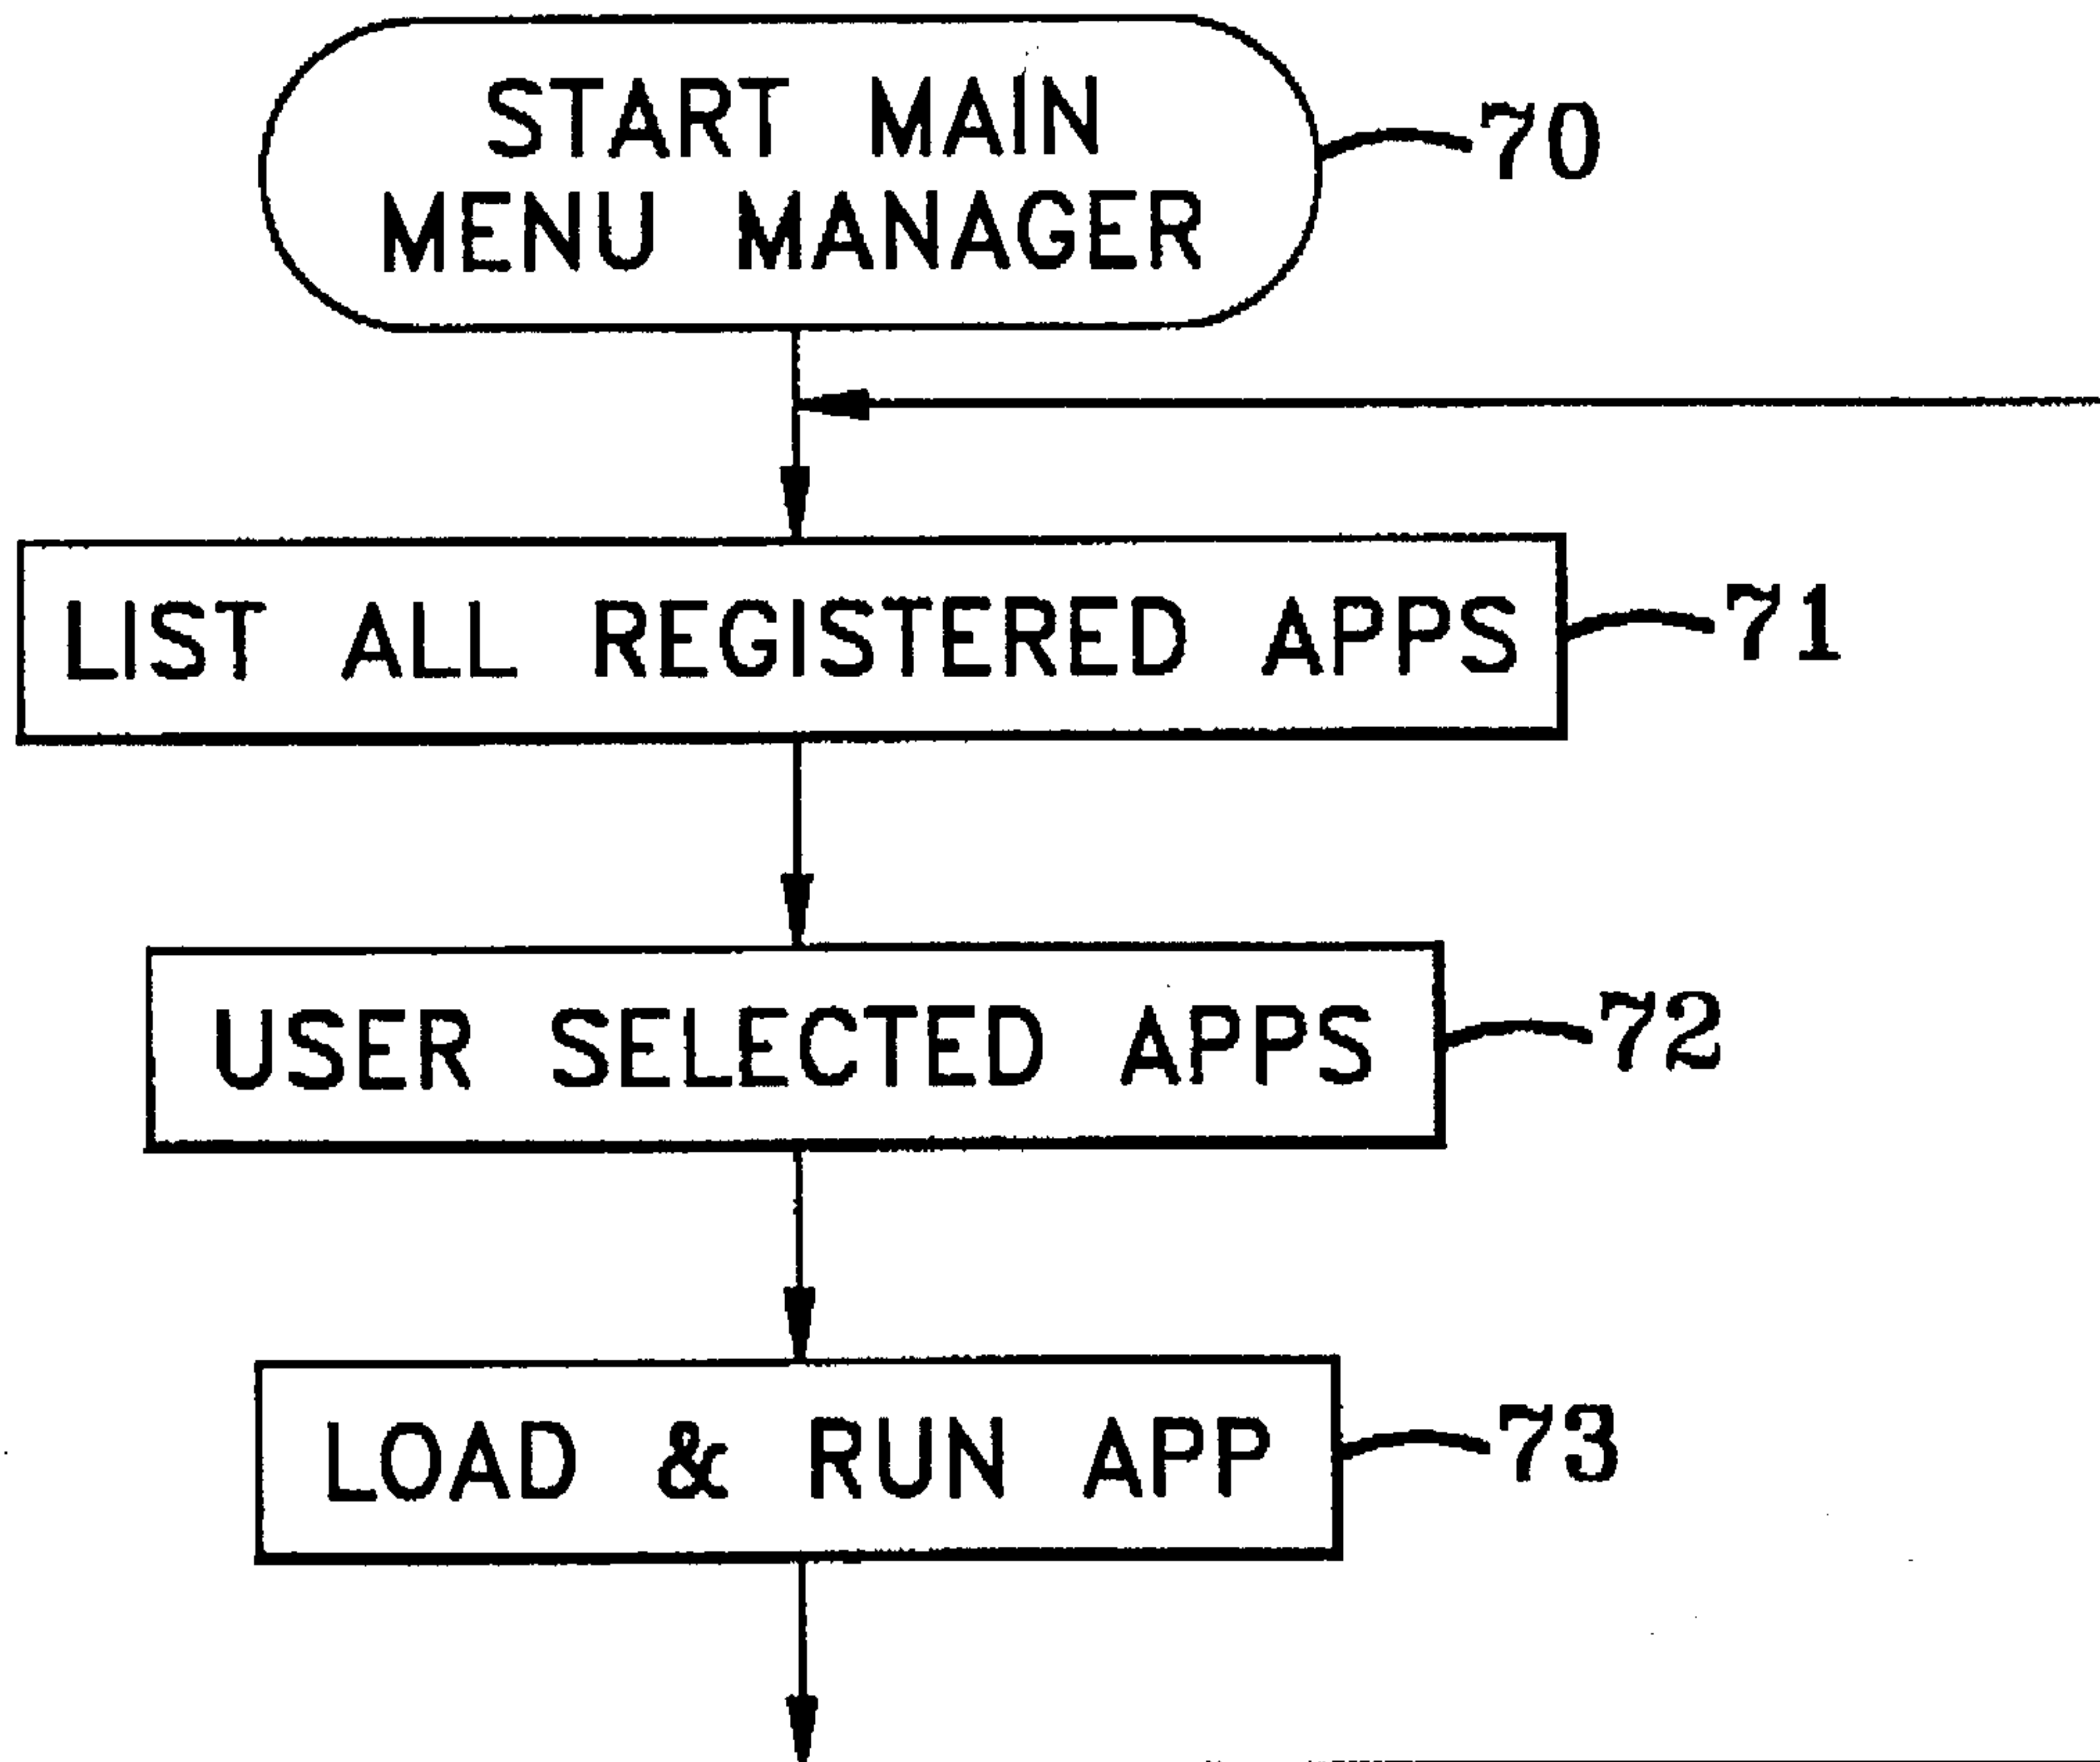 START MAIN
MENU MANAGER
70
LIST ALL REGISTERED APPS
71
USER SELECTED APPS
72
LOAD & RUN APP
73